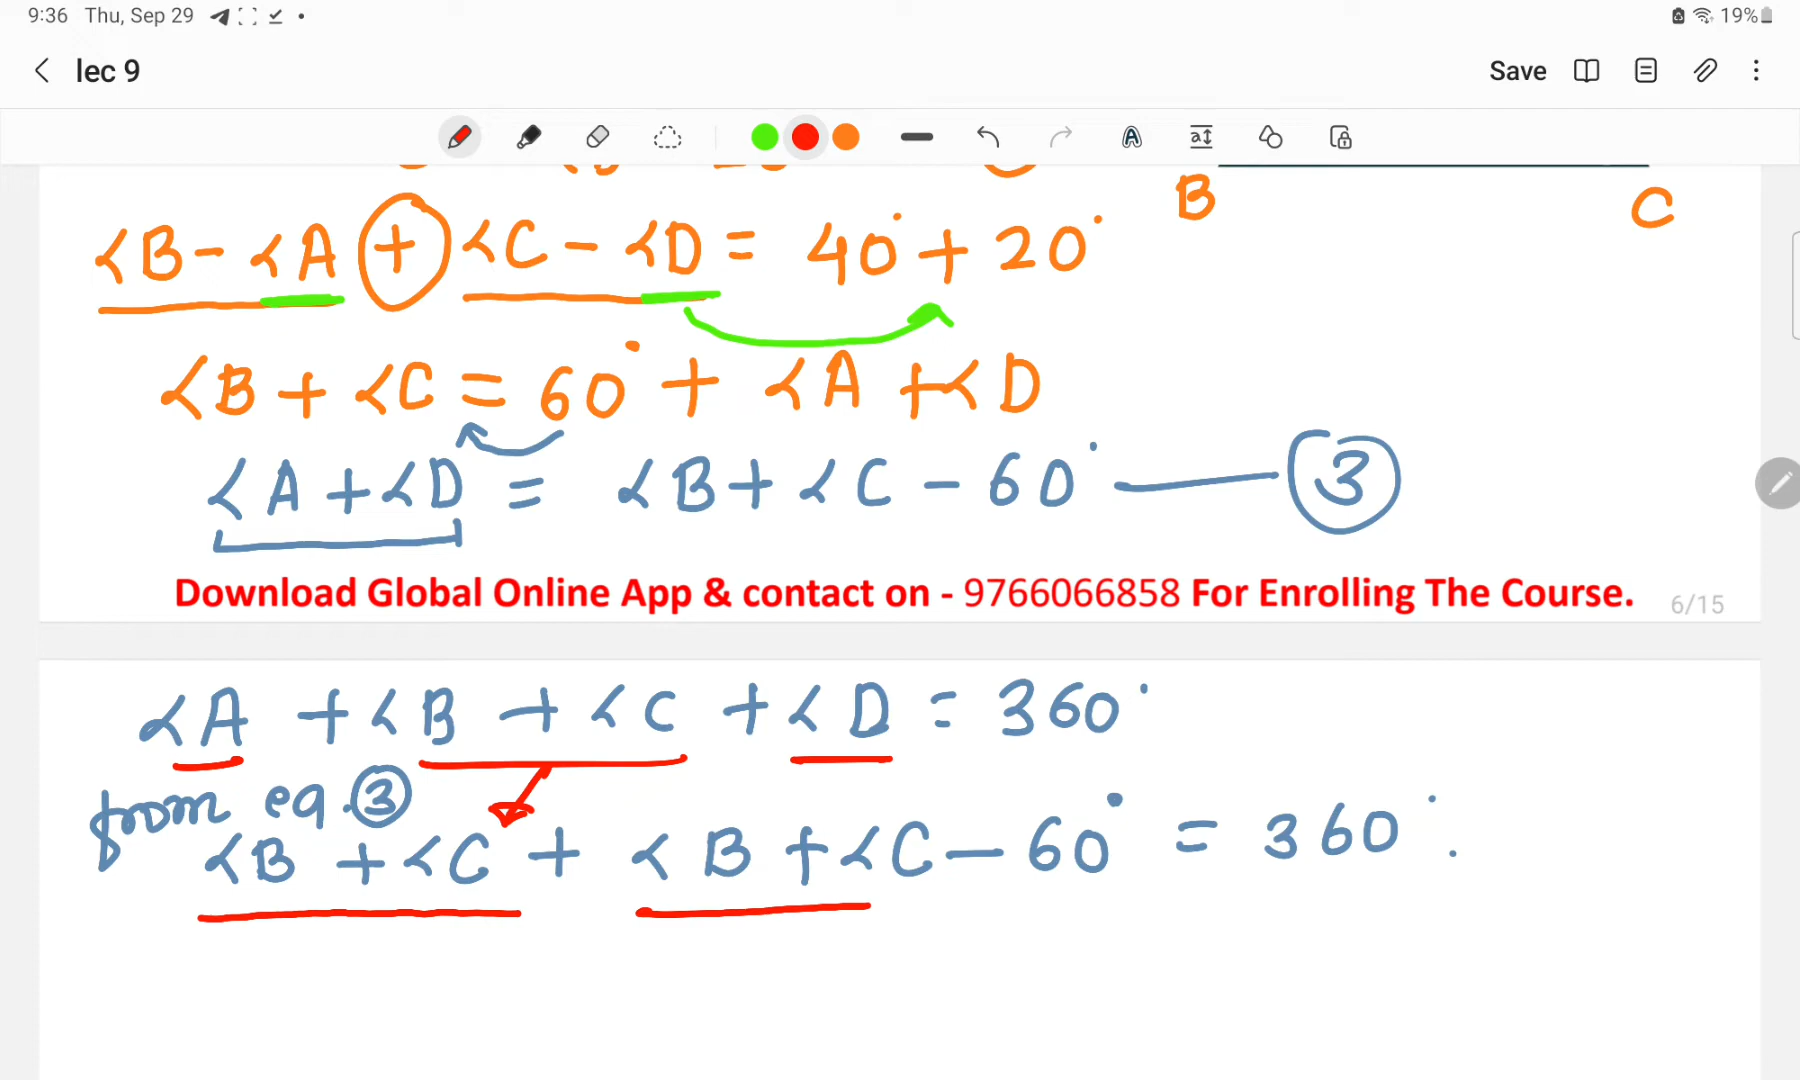 9:36 Thu, Sep 29 19%
lec 9
Save
B C
∠B - ∠A + ∠C - ∠D = 40° + 20°
∠B + ∠C = 60° + ∠A + ∠D
∠A + ∠D = ∠B + ∠C - 60° — 3
Download Global Online App & contact on - 9766066858 For Enrolling The Course.
6/15
∠A + ∠B + ∠C + ∠D = 360°
from eq. 3
∠B + ∠C + ∠B + ∠C - 60° = 360°.